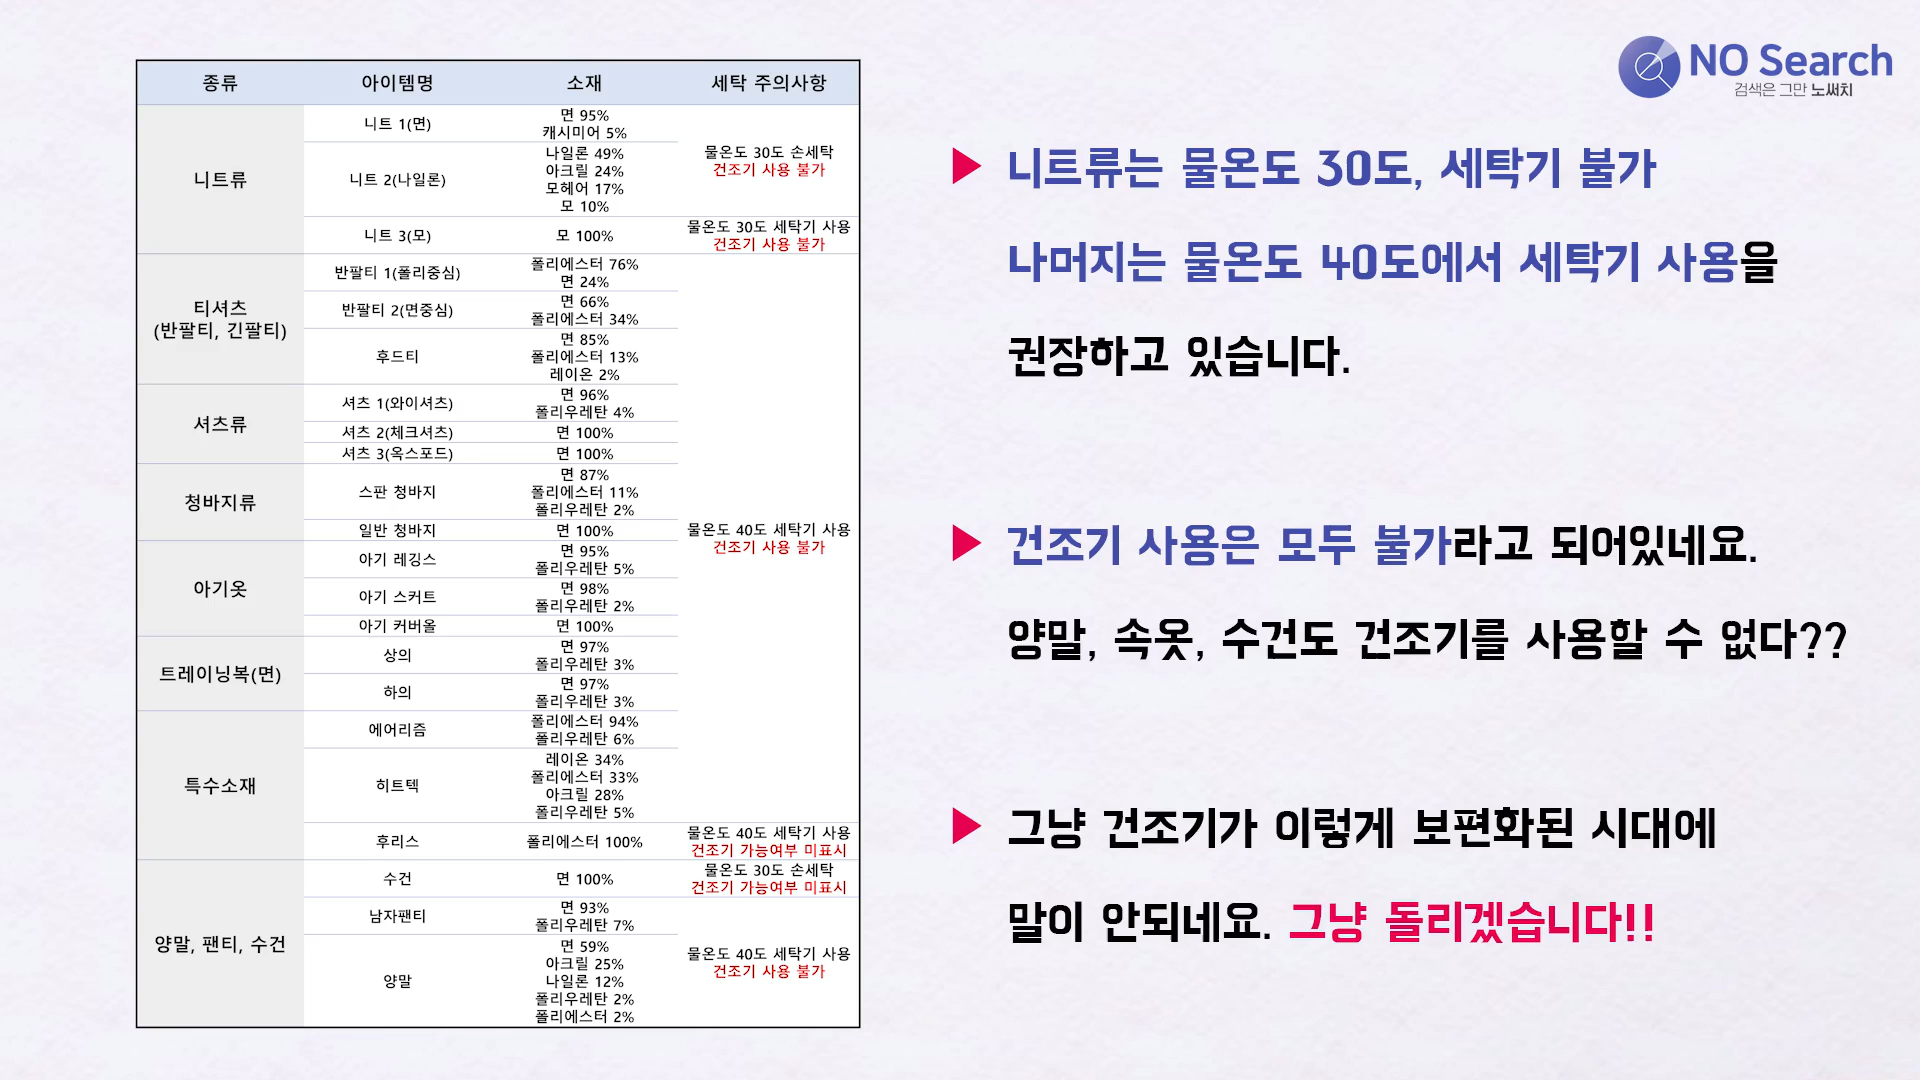 NO Search
검색은 그만 노써치
종류 아이템명 소재 세탁 주의사항
니트류
니트 1(면)
면 95%
캐시미어 5%
니트 2(나일론)
나일론 49%
아크릴 24%
모헤어 17%
모 10%
물온도 30도 손세탁
건조기 사용 불가
니트 3(모)
모 100%
물온도 30도 세탁기 사용
건조기 사용 불가
티셔츠
(반팔티, 긴팔티)
반팔티 1(폴리중심)
폴리에스터 76%
면 24%
반팔티 2(면중심)
면 66%
폴리에스터 34%
후드티
면 85%
폴리에스터 13%
레이온 2%
셔츠류
셔츠 1(와이셔츠)
면 96%
폴리우레탄 4%
셔츠 2(체크셔츠)
면 100%
셔츠 3(옥스포드)
면 100%
청바지류
스판 청바지
면 87%
폴리에스터 11%
폴리우레탄 2%
일반 청바지
면 100%
물온도 40도 세탁기 사용
건조기 사용 불가
아기옷
아기 레깅스
면 95%
폴리우레탄 5%
아기 스커트
면 98%
폴리우레탄 2%
아기 커버올
면 100%
트레이닝복(면)
상의
면 97%
폴리우레탄 3%
하의
면 97%
폴리우레탄 3%
특수소재
에어리즘
폴리에스터 94%
폴리우레탄 6%
히트텍
레이온 34%
폴리에스터 33%
아크릴 28%
폴리우레탄 5%
후리스
폴리에스터 100%
물온도 40도 세탁기 사용
건조기 가능여부 미표시
양말, 팬티, 수건
수건
면 100%
물온도 30도 손세탁
건조기 가능여부 미표시
남자팬티
면 93%
폴리우레탄 7%
양말
면 59%
아크릴 25%
나일론 12%
폴리우레탄 2%
폴리에스터 2%
물온도 40도 세탁기 사용
건조기 사용 불가
니트류는 물온도 30도, 세탁기 불가
나머지는 물온도 40도에서 세탁기 사용을
권장하고 있습니다.
건조기 사용은 모두 불가라고 되어있네요.
양말, 속옷, 수건도 건조기를 사용할 수 없다??
그냥 건조기가 이렇게 보편화된 시대에
말이 안되네요. 그냥 돌리겠습니다!!